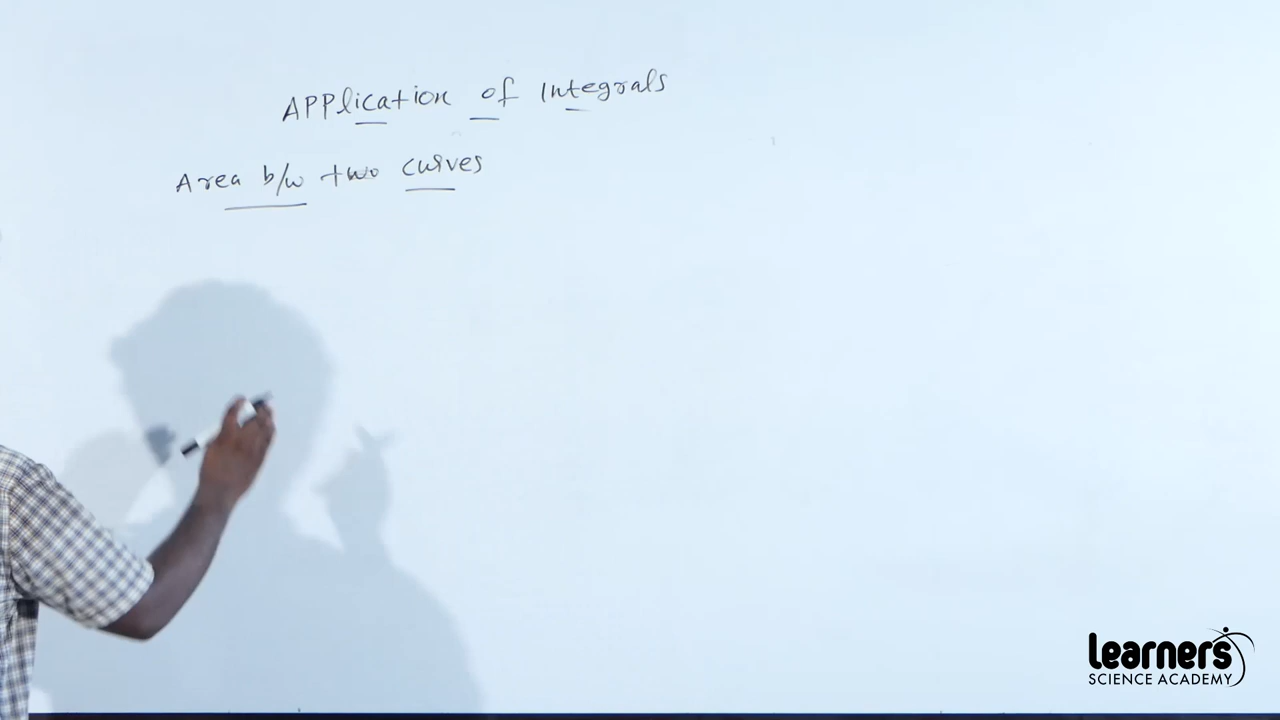 APPlication of Integrals
Area b/w two curves
Learners
SCIENCE ACADEMY